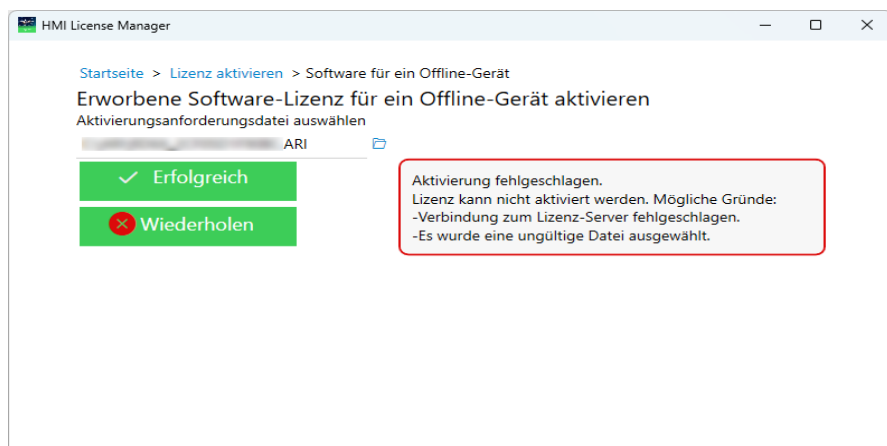 HMI License Manager
Startseite > Lizenz aktivieren > Software für ein Offline-Gerät
Erworbene Software-Lizenz für ein Offline-Gerät aktivieren
Aktivierungsanforderungsdatei auswählen
ARI
Erfolgreich
Wiederholen
Aktivierung fehlgeschlagen.
Lizenz kann nicht aktiviert werden. Mögliche Gründe:
-Verbindung zum Lizenz-Server fehlgeschlagen.
-Es wurde eine ungültige Datei ausgewählt.